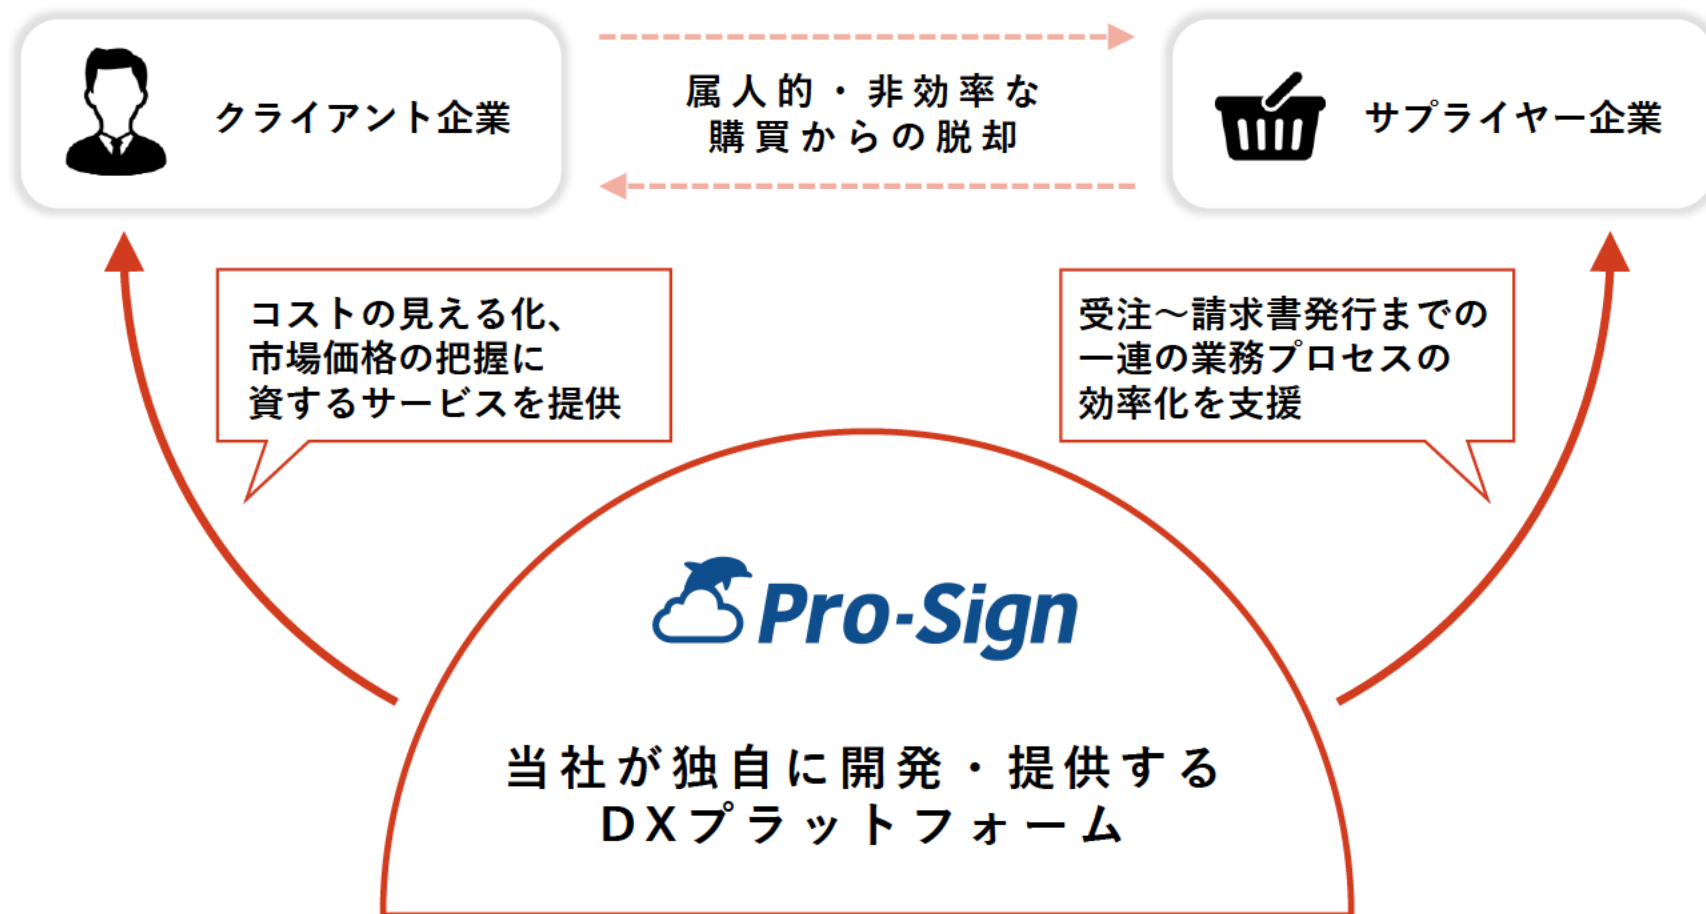 クライアント企業
属人的・非効率な
購買からの脱却
サプライヤー企業
コストの見える化、
市場価格の把握に
資するサービスを提供
受注～請求書発行までの
一連の業務プロセスの
効率化を支援
Pro-Sign
当社が独自に開発・提供する
DXプラットフォーム